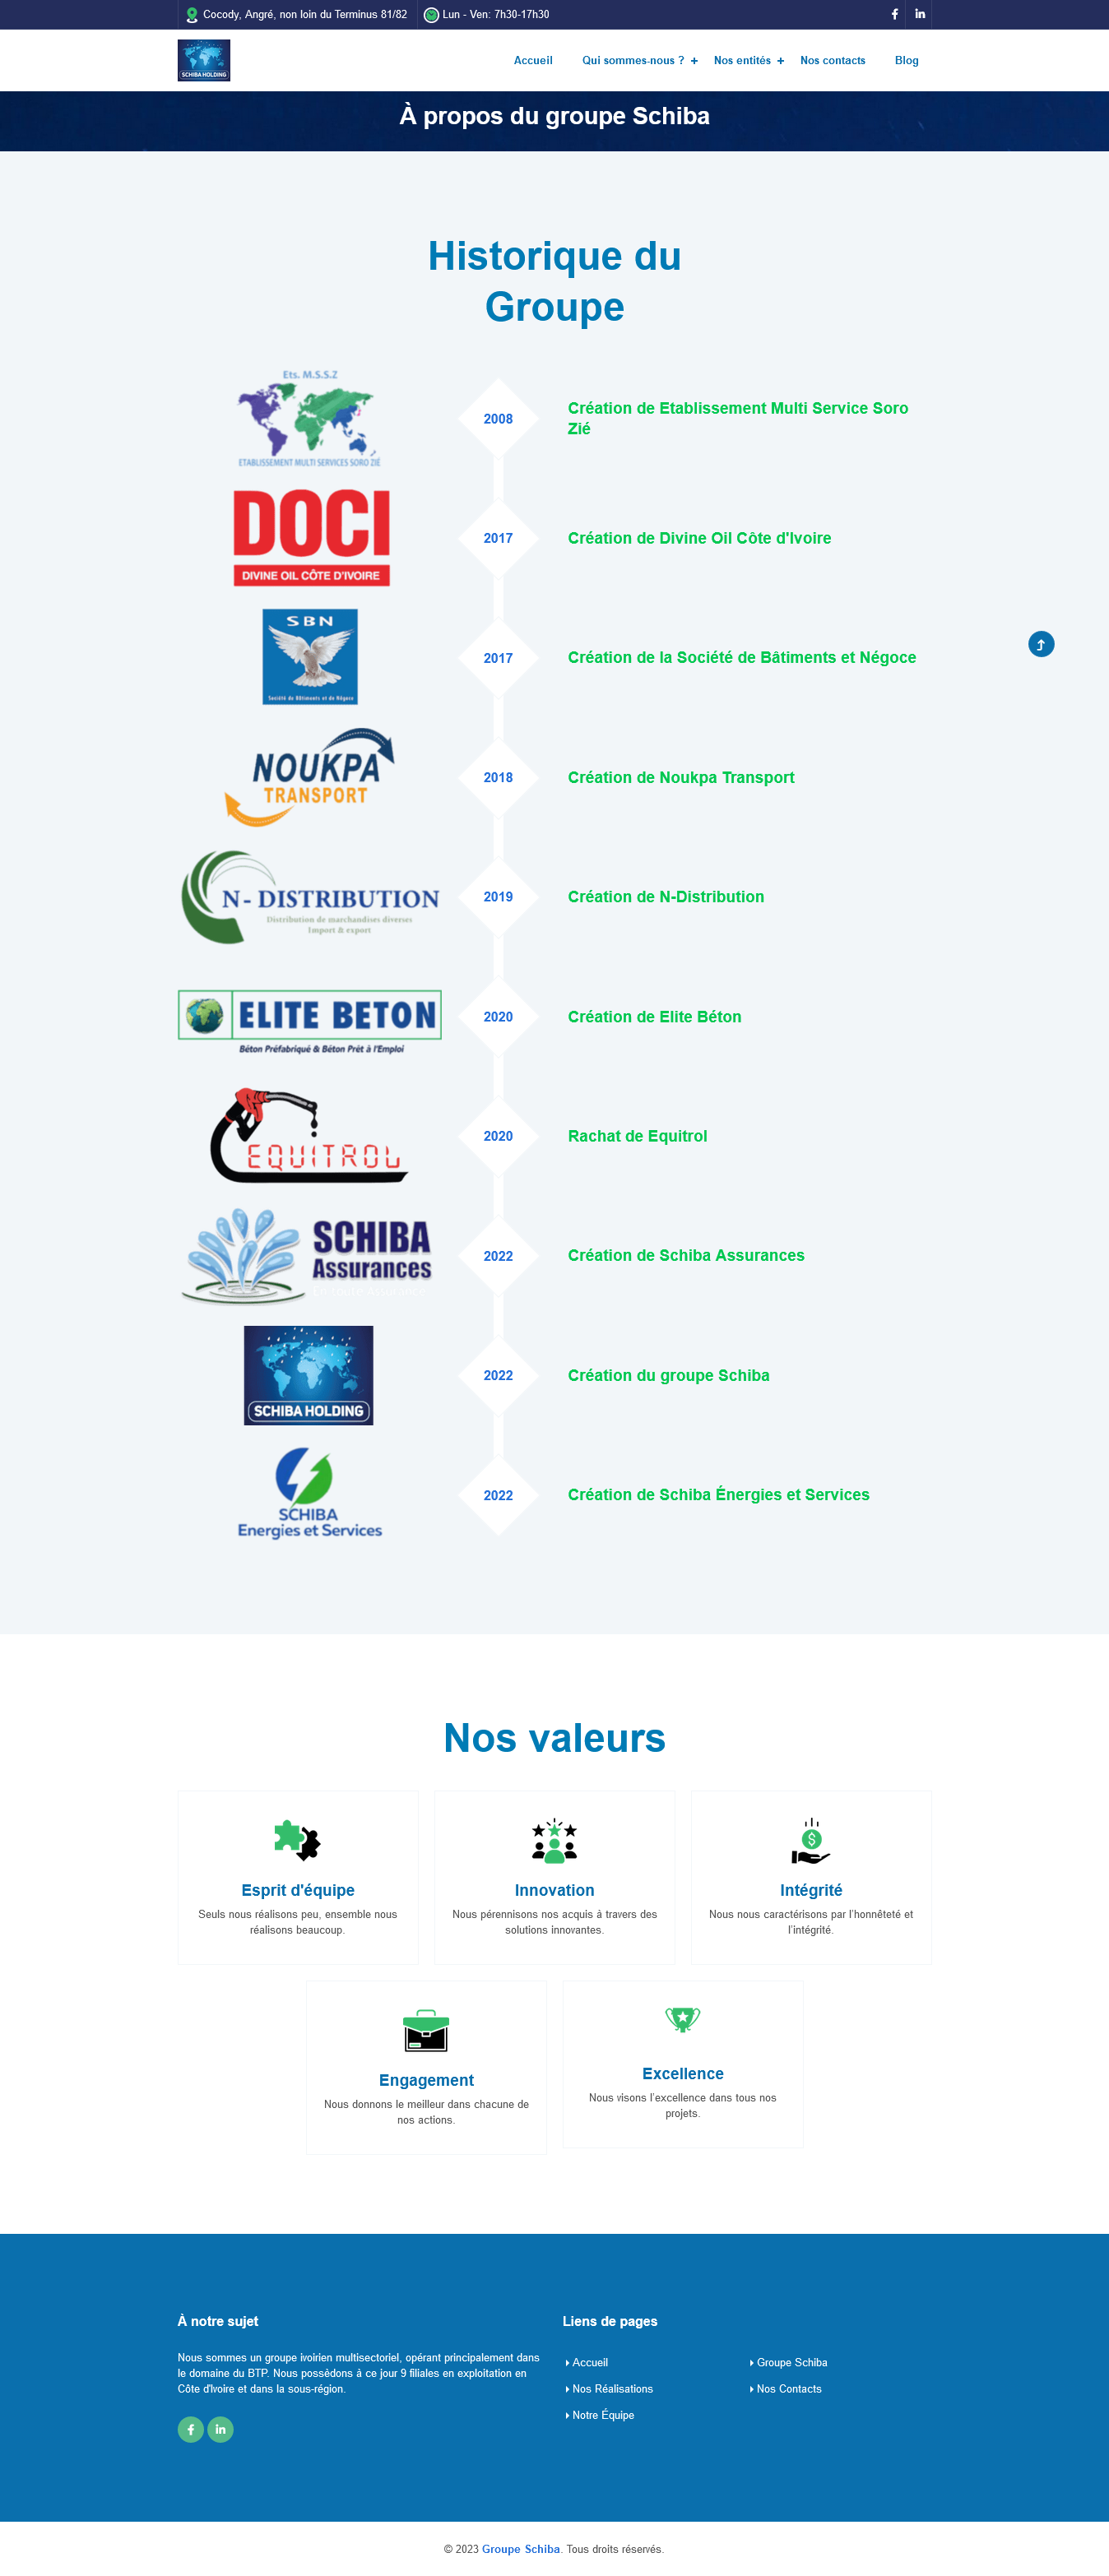 Cocody, Angré, non loin du Terminus 81/82
Lun - Ven: 7h30-17h30
SCHIBA HOLDING
Accueil
Qui sommes-nous ?
Nos entités
Nos contacts
Blog
À propos du groupe Schiba
Historique du
Groupe
Ets. M.S.S.Z
ETABLISSEMENT MULTI SERVICES SORO ZIÉ
2008
Création de Etablissement Multi Service Soro
Zié
DOCI
DIVINE OIL CÔTE D'IVOIRE
2017
Création de Divine Oil Côte d'Ivoire
SBN
Société de Bâtiments et de Négoce
2017
Création de la Société de Bâtiments et Négoce
NOUKPA
TRANSPORT
2018
Création de Noukpa Transport
N - DISTRIBUTION
Distribution de marchandises diverses
Import & export
2019
Création de N-Distribution
ELITE BETON
Béton Préfabriqué & Béton Prêt à l'Emploi
2020
Création de Elite Béton
EQUITROL
2020
Rachat de Equitrol
SCHIBA
Assurances
En toute Assurance
2022
Création de Schiba Assurances
SCHIBA HOLDING
2022
Création du groupe Schiba
SCHIBA
Energies et Services
2022
Création de Schiba Énergies et Services
Nos valeurs
Esprit d'équipe
Seuls nous réalisons peu, ensemble nous
réalisons beaucoup.
Innovation
Nous pérennisons nos acquis à travers des
solutions innovantes.
Intégrité
Nous nous caractérisons par l’honnêteté et
l’intégrité.
Engagement
Nous donnons le meilleur dans chacune de
nos actions.
Excellence
Nous visons l’excellence dans tous nos
projets.
À notre sujet
Nous sommes un groupe ivoirien multisectoriel, opérant principalement dans
le domaine du BTP. Nous possèdons à ce jour 9 filiales en exploitation en
Côte d'Ivoire et dans la sous-région.
Liens de pages
Accueil
Groupe Schiba
Nos Réalisations
Nos Contacts
Notre Équipe
© 2023 Groupe Schiba. Tous droits réservés.